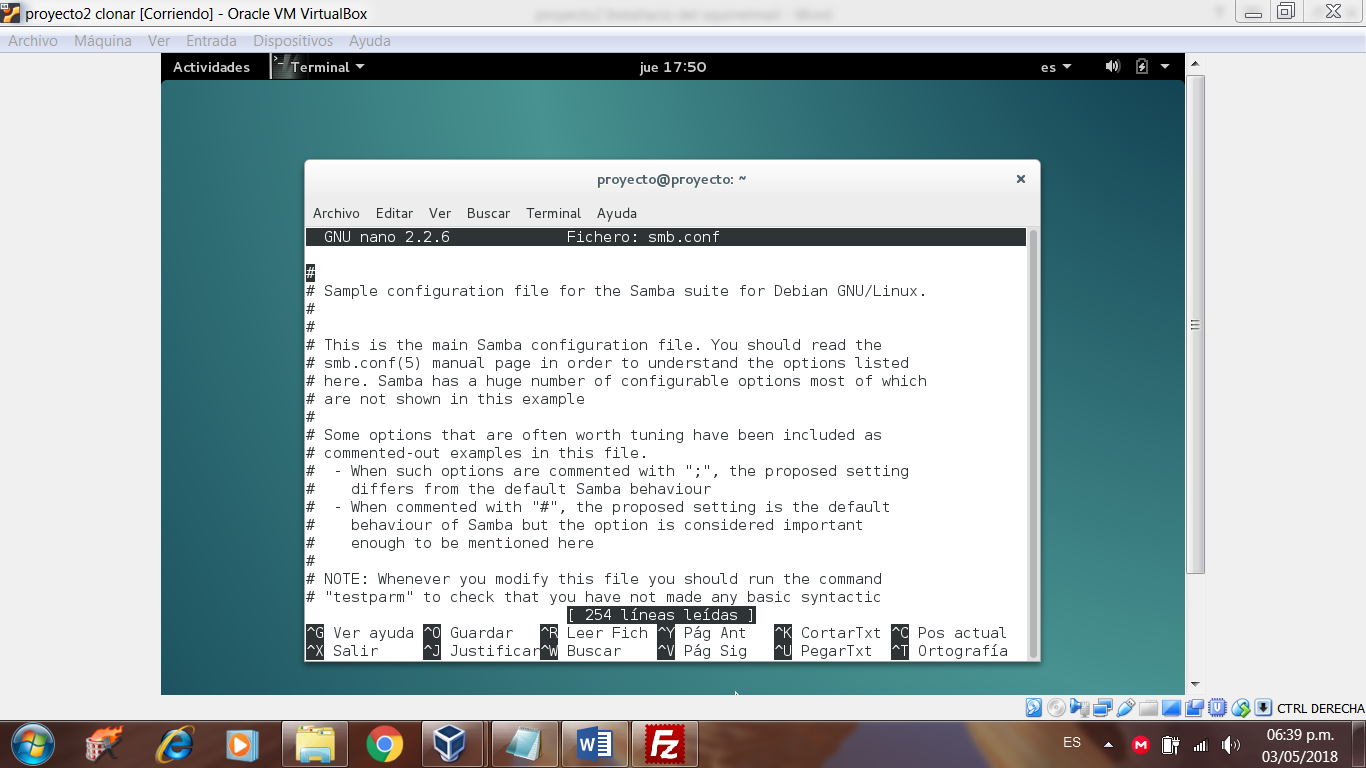 proyecto2 clonar [Corriendo] - Oracle VM VirtualBox
Archivo Máquina Ver Entrada Dispositivos Ayuda
Actividades Terminal jue 17:50 es
proyecto@proyecto: ~
Archivo Editar Ver Buscar Terminal Ayuda
GNU nano 2.2.6 Fichero: smb.conf
#
# Sample configuration file for the Samba suite for Debian GNU/Linux.
#
#
# This is the main Samba configuration file. You should read the
# smb.conf(5) manual page in order to understand the options listed
# here. Samba has a huge number of configurable options most of which
# are not shown in this example
#
# Some options that are often worth tuning have been included as
# commented-out examples in this file.
#  - When such options are commented with ";", the proposed setting
#    differs from the default Samba behaviour
#  - When commented with "#", the proposed setting is the default
#    behaviour of Samba but the option is considered important
#    enough to be mentioned here
#
# NOTE: Whenever you modify this file you should run the command
# "testparm" to check that you have not made any basic syntactic
[ 254 líneas leídas ]
^G Ver ayuda ^O Guardar ^R Leer Fich ^Y Pág Ant ^K CortarTxt ^C Pos actual
^X Salir ^J Justificar ^W Buscar ^V Pág Sig ^U PegarTxt ^T Ortografía
CTRL DERECHA
ES
06:39 p.m.
03/05/2018